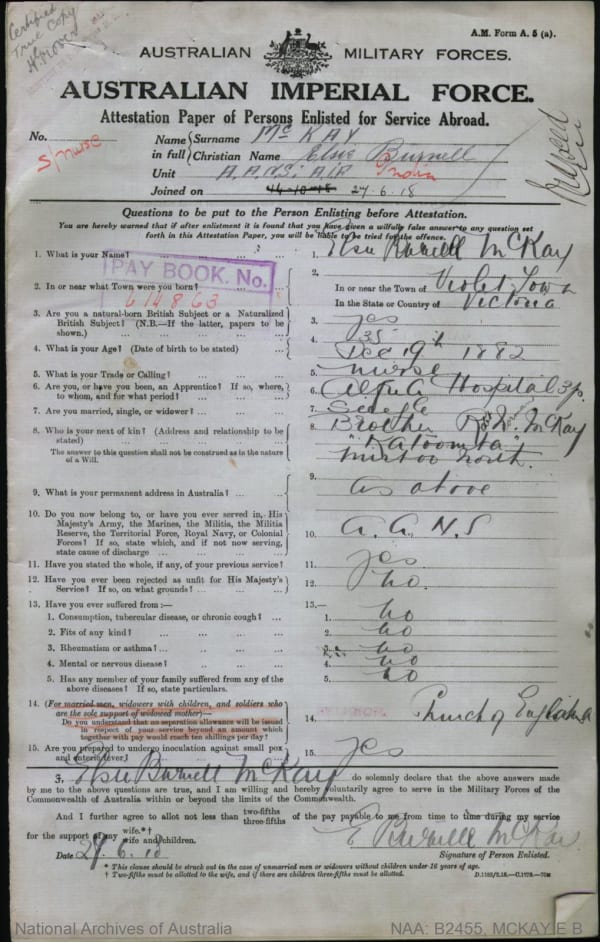 Certified
True Copy
A.M. Form A. 5 (a).
AUSTRALIAN MILITARY FORCES.
AUSTRALIAN IMPERIAL FORCE.
Attestation Paper of Persons Enlisted for Service Abroad.
No. S/nurse
Name in full { Surname McKAY
Christian Name Elsie Burnell
Unit A.A.N.S. A.I.F. India
Joined on 14-10-18 27.6.18
Questions to be put to the Person Enlisting before Attestation.
You are hereby warned that if after enlistment it is found that you have given a wilfully false answer to any question set
forth in this Attestation Paper, you will be liable to be tried for the offence.
1. What is your Name? ... 1. Elsie Burnell McKay
PAY BOOK. No.
614863
2. In or near what Town were you born? ... 2. In or near the Town of Violet Town
In the State or Country of Victoria
3. Are you a natural-born British Subject or a Naturalized
British Subject? (N.B.—If the latter, papers to be
shown.) ... 3. yes
4. What is your Age? (Date of birth to be stated) ... 4. 35
Dec 19th 1882
5. What is your Trade or Calling? ... 5. nurse
6. Are you, or have you been, an Apprentice? If so, where,
to whom, and for what period? ... 6. Alfred Hospital 3
7. Are you married, single, or widower? ... 7. Single
8. Who is your next of kin? (Address and relationship to be
stated) ... 8. Brother McKay
"Katoomba"
north.
The answer to this question shall not be construed as in the nature
of a Will.
9. What is your permanent address in Australia? ... 9. as above
10. Do you now belong to, or have you ever served in, His
Majesty's Army, the Marines, the Militia, the Militia
Reserve, the Territorial Force, Royal Navy, or Colonial
Forces? If so, state which, and if not now serving,
state cause of discharge ... 10. A.A.N.S
11. Have you stated the whole, if any, of your previous service? 11. yes
12. Have you ever been rejected as unfit for His Majesty's
Service? If so, on what grounds? ... 12. no.
13. Have you ever suffered from :— 13.—
1. Consumption, tubercular disease, or chronic cough? ... 1. no
2. Fits of any kind? ... 2. no
3. Rheumatism or asthma? ... 3. no
4. Mental or nervous disease? ... 4. no
5. Has any member of your family suffered from any of the
above diseases? If so, state particulars. 5. no
14. (For married men, widowers with children, and soldiers who
are the sole support of widowed mother)—
Do you understand that no separation allowance will be issued
in respect of your service beyond an amount which
together with pay would reach ten shillings per day? 14. RELIGION. Church of England
15. Are you prepared to undergo inoculation against small pox
and enteric fever? 15. yes
I, Elsie Burnell McKay do solemnly declare that the above answers made
by me to the above questions are true, and I am willing and hereby voluntarily agree to serve in the Military Forces of the
Commonwealth of Australia within or beyond the limits of the Commonwealth.
And I further agree to allot not less than two-fifths three-fifths of the pay payable to me from time to time during my service
for the support of my wife.*† wife and children.
Date 27.6.18 E Burnell McKay
Signature of Person Enlisted.
* This clause should be struck out in the case of unmarried men or widowers without children under 16 years of age.
† Two-fifths must be allotted to the wife, and if there are children three-fifths must be allotted.
National Archives of Australia NAA: B2455, MCKAY E B